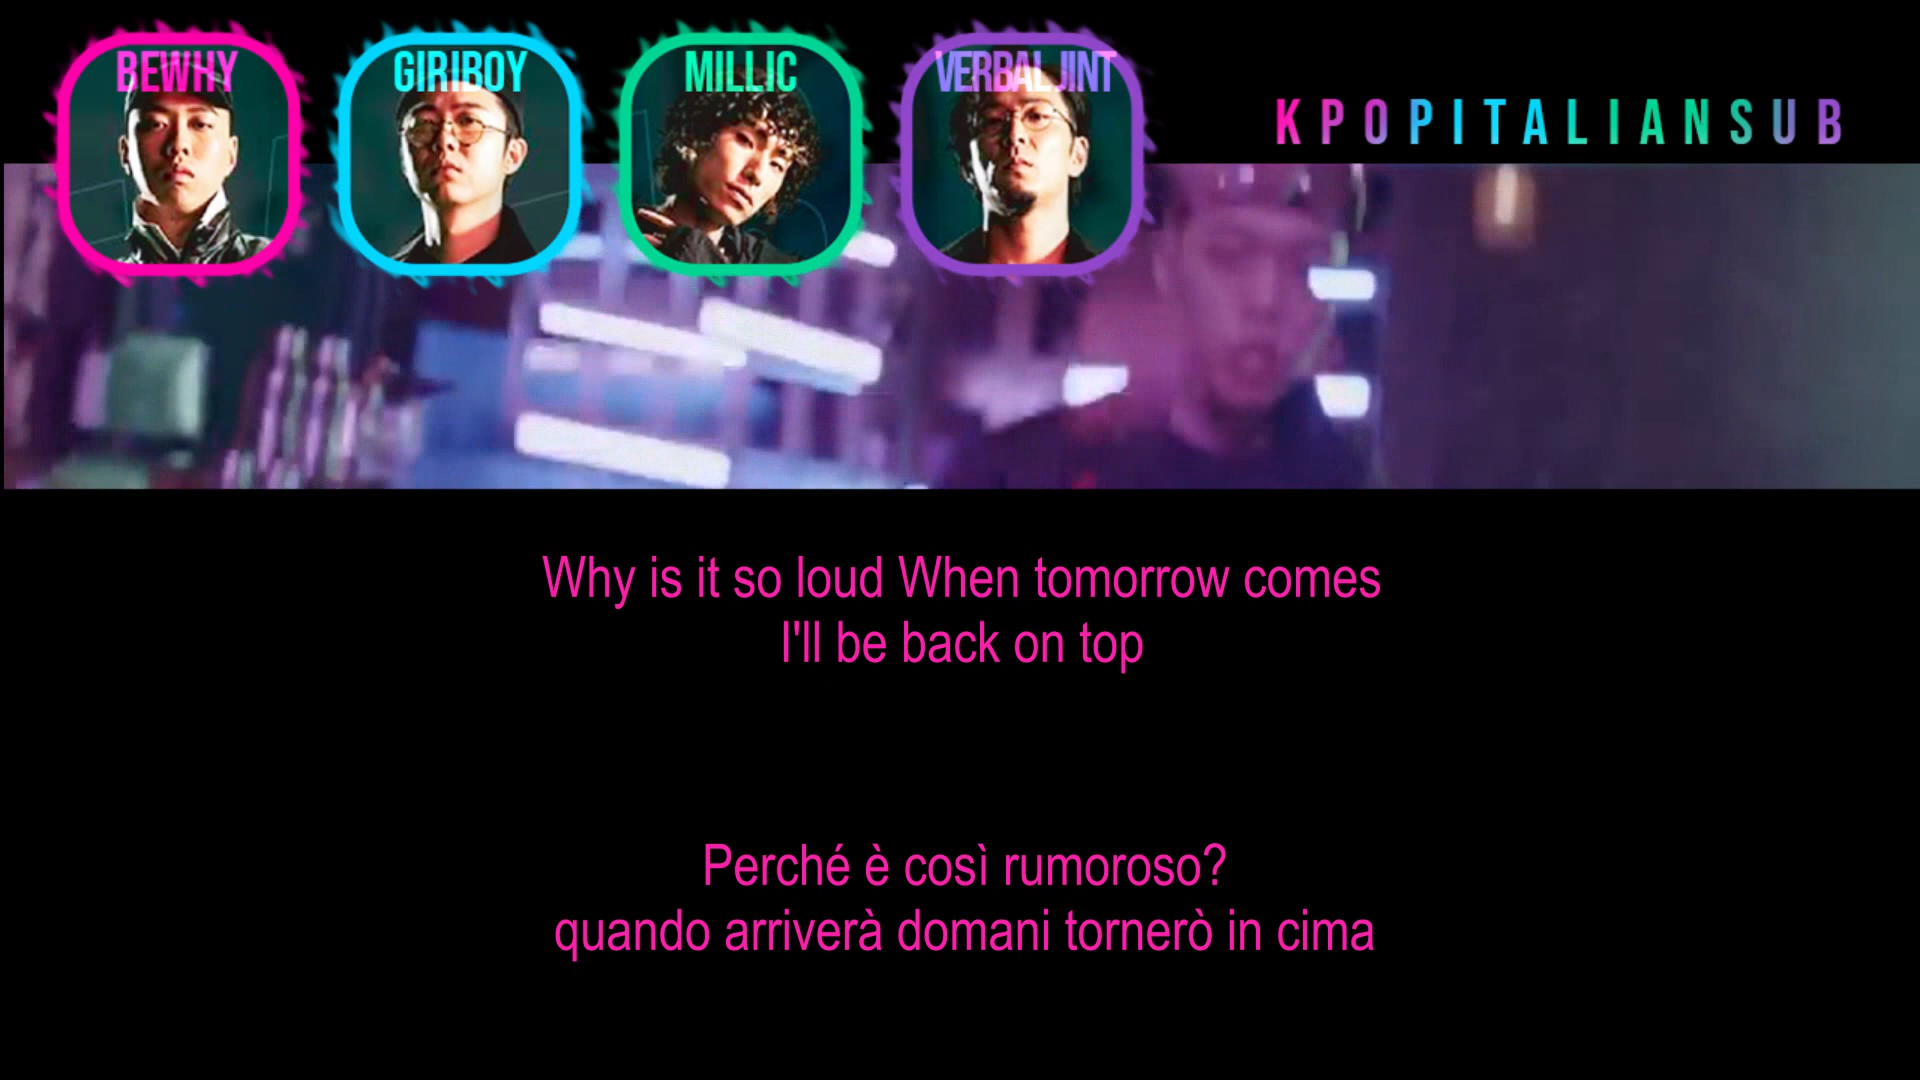 BEWHY
GIRIBOY
MILLIC
VERBAL JINT
KPOPITALIANSUB
Why is it so loud When tomorrow comes
I'll be back on top
Perché è così rumoroso?
quando arriverà domani tornerò in cima